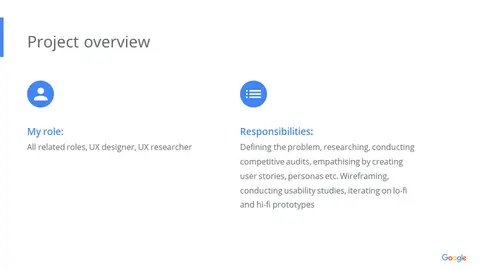 Project overview
My role:
All related roles, UX designer, UX researcher
Responsibilities:
Defining the problem, researching, conducting
competitive audits, empathising by creating
user stories, personas etc. Wireframing,
conducting usability studies, iterating on lo-fi
and hi-fi prototypes
Google